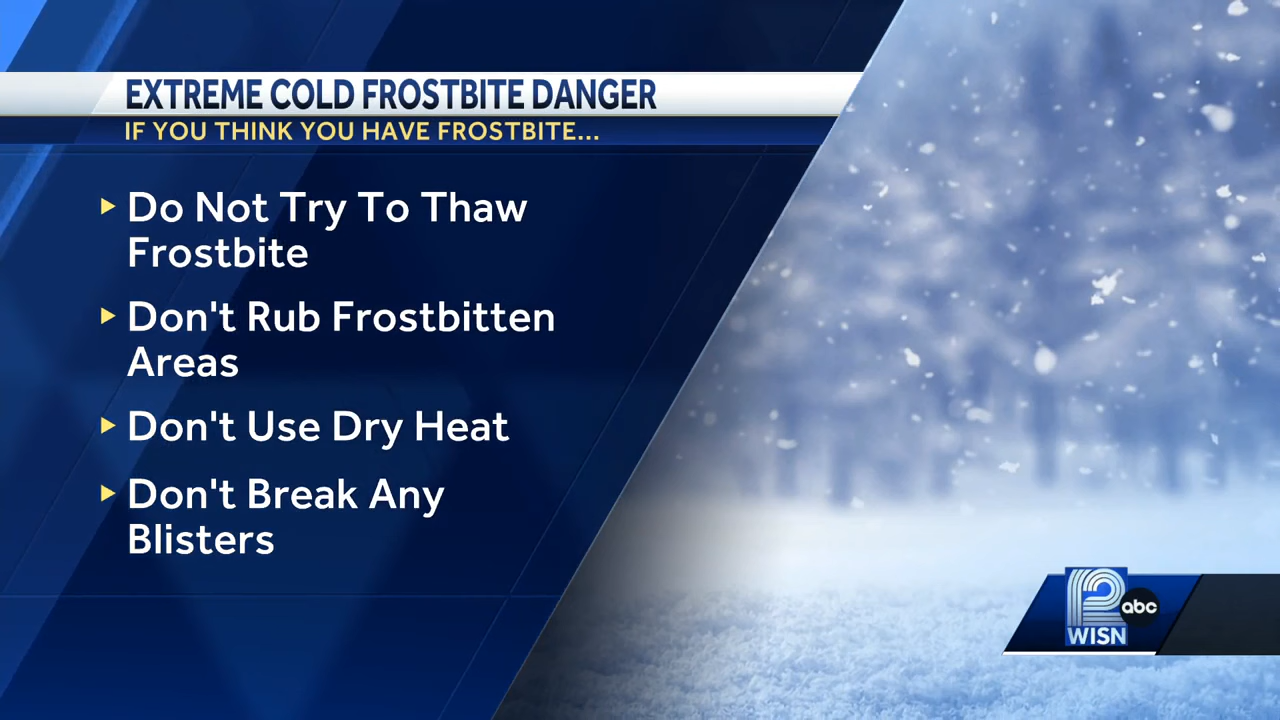 EXTREME COLD FROSTBITE DANGER
IF YOU THINK YOU HAVE FROSTBITE...
Do Not Try To Thaw
Frostbite
Don't Rub Frostbitten
Areas
Don't Use Dry Heat
Don't Break Any
Blisters
12
abc
WISN